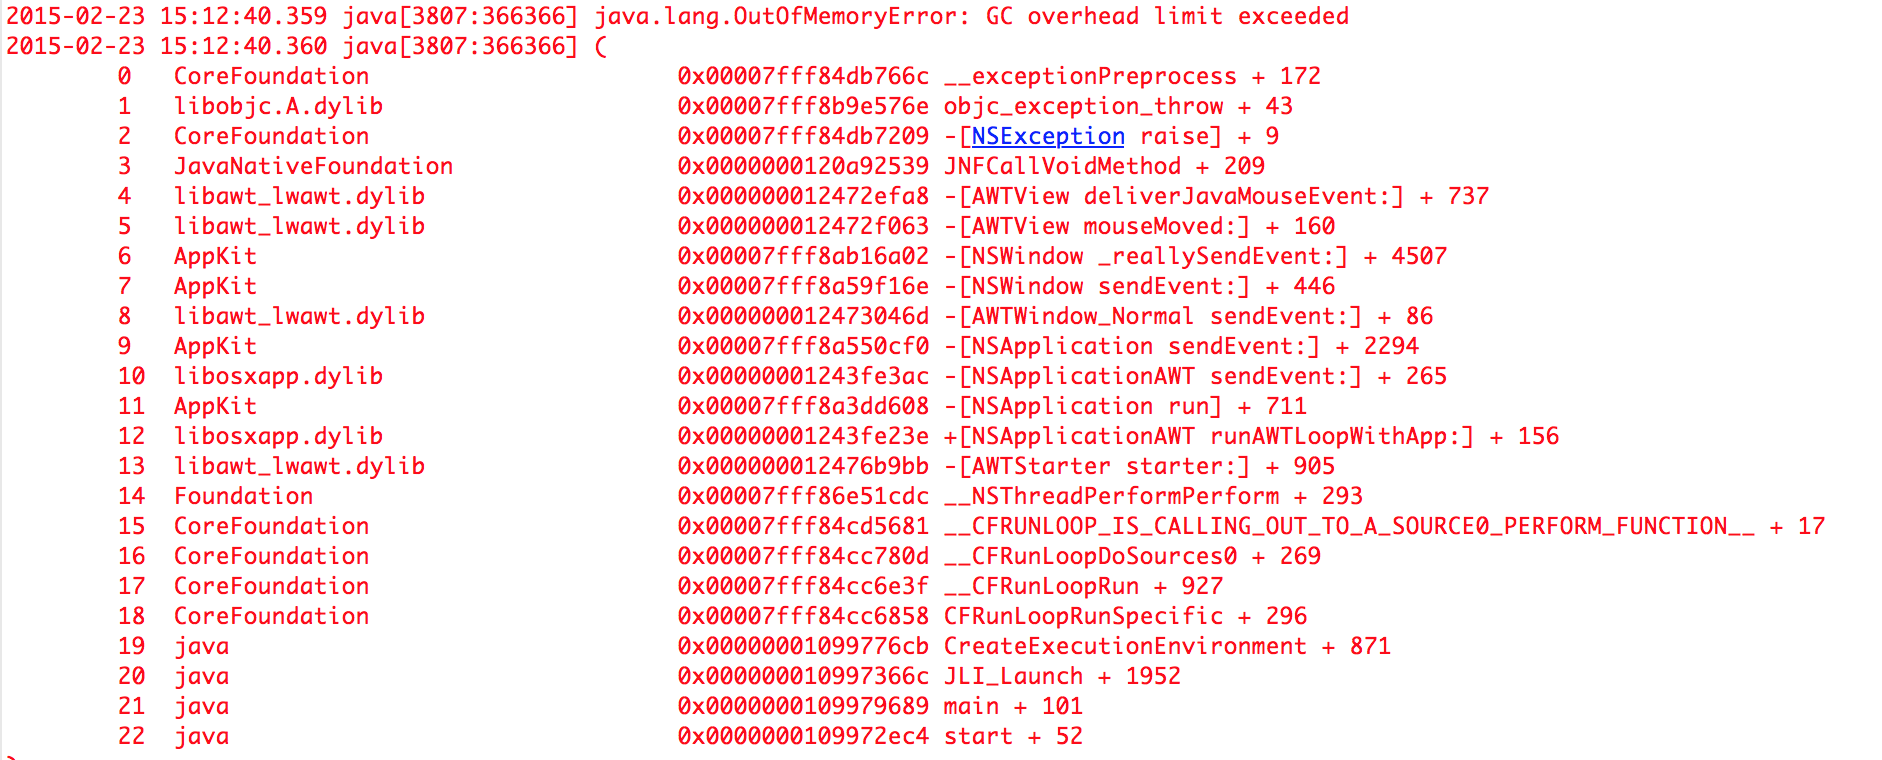 2015-02-23 15:12:40.359 java[3807:366366] java.lang.OutOfMemoryError: GC overhead limit exceeded
2015-02-23 15:12:40.360 java[3807:366366] (
0 CoreFoundation 0x00007fff84db766c __exceptionPreprocess + 172
1 libobjc.A.dylib 0x00007fff8b9e576e objc_exception_throw + 43
2 CoreFoundation 0x00007fff84db7209 -[NSException raise] + 9
3 JavaNativeFoundation 0x0000000120a92539 JNFCallVoidMethod + 209
4 libawt_lwawt.dylib 0x000000012472efa8 -[AWTView deliverJavaMouseEvent:] + 737
5 libawt_lwawt.dylib 0x000000012472f063 -[AWTView mouseMoved:] + 160
6 AppKit 0x00007fff8ab16a02 -[NSWindow _reallySendEvent:] + 4507
7 AppKit 0x00007fff8a59f16e -[NSWindow sendEvent:] + 446
8 libawt_lwawt.dylib 0x000000012473046d -[AWTWindow_Normal sendEvent:] + 86
9 AppKit 0x00007fff8a550cf0 -[NSApplication sendEvent:] + 2294
10 libosxapp.dylib 0x00000001243fe3ac -[NSApplicationAWT sendEvent:] + 265
11 AppKit 0x00007fff8a3dd608 -[NSApplication run] + 711
12 libosxapp.dylib 0x00000001243fe23e +[NSApplicationAWT runAWTLoopWithApp:] + 156
13 libawt_lwawt.dylib 0x000000012476b9bb -[AWTStarter starter:] + 905
14 Foundation 0x00007fff86e51cdc __NSThreadPerformPerform + 293
15 CoreFoundation 0x00007fff84cd5681 __CFRUNLOOP_IS_CALLING_OUT_TO_A_SOURCE0_PERFORM_FUNCTION__ + 17
16 CoreFoundation 0x00007fff84cc780d __CFRunLoopDoSources0 + 269
17 CoreFoundation 0x00007fff84cc6e3f __CFRunLoopRun + 927
18 CoreFoundation 0x00007fff84cc6858 CFRunLoopRunSpecific + 296
19 java 0x00000001099776cb CreateExecutionEnvironment + 871
20 java 0x000000010997366c JLI_Launch + 1952
21 java 0x0000000109979689 main + 101
22 java 0x0000000109972ec4 start + 52